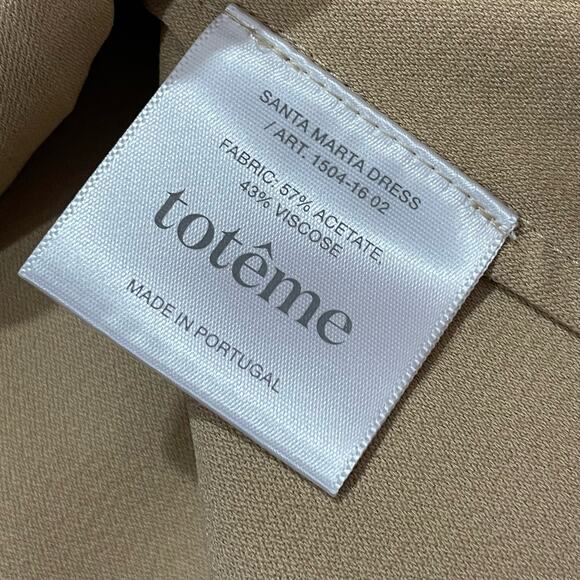 SANTA MARTA DRESS
/ ART. 1504-16 02
FABRIC: 57% ACETATE,
43% VISCOSE
totême
MADE IN PORTUGAL